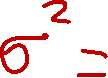 σ² =